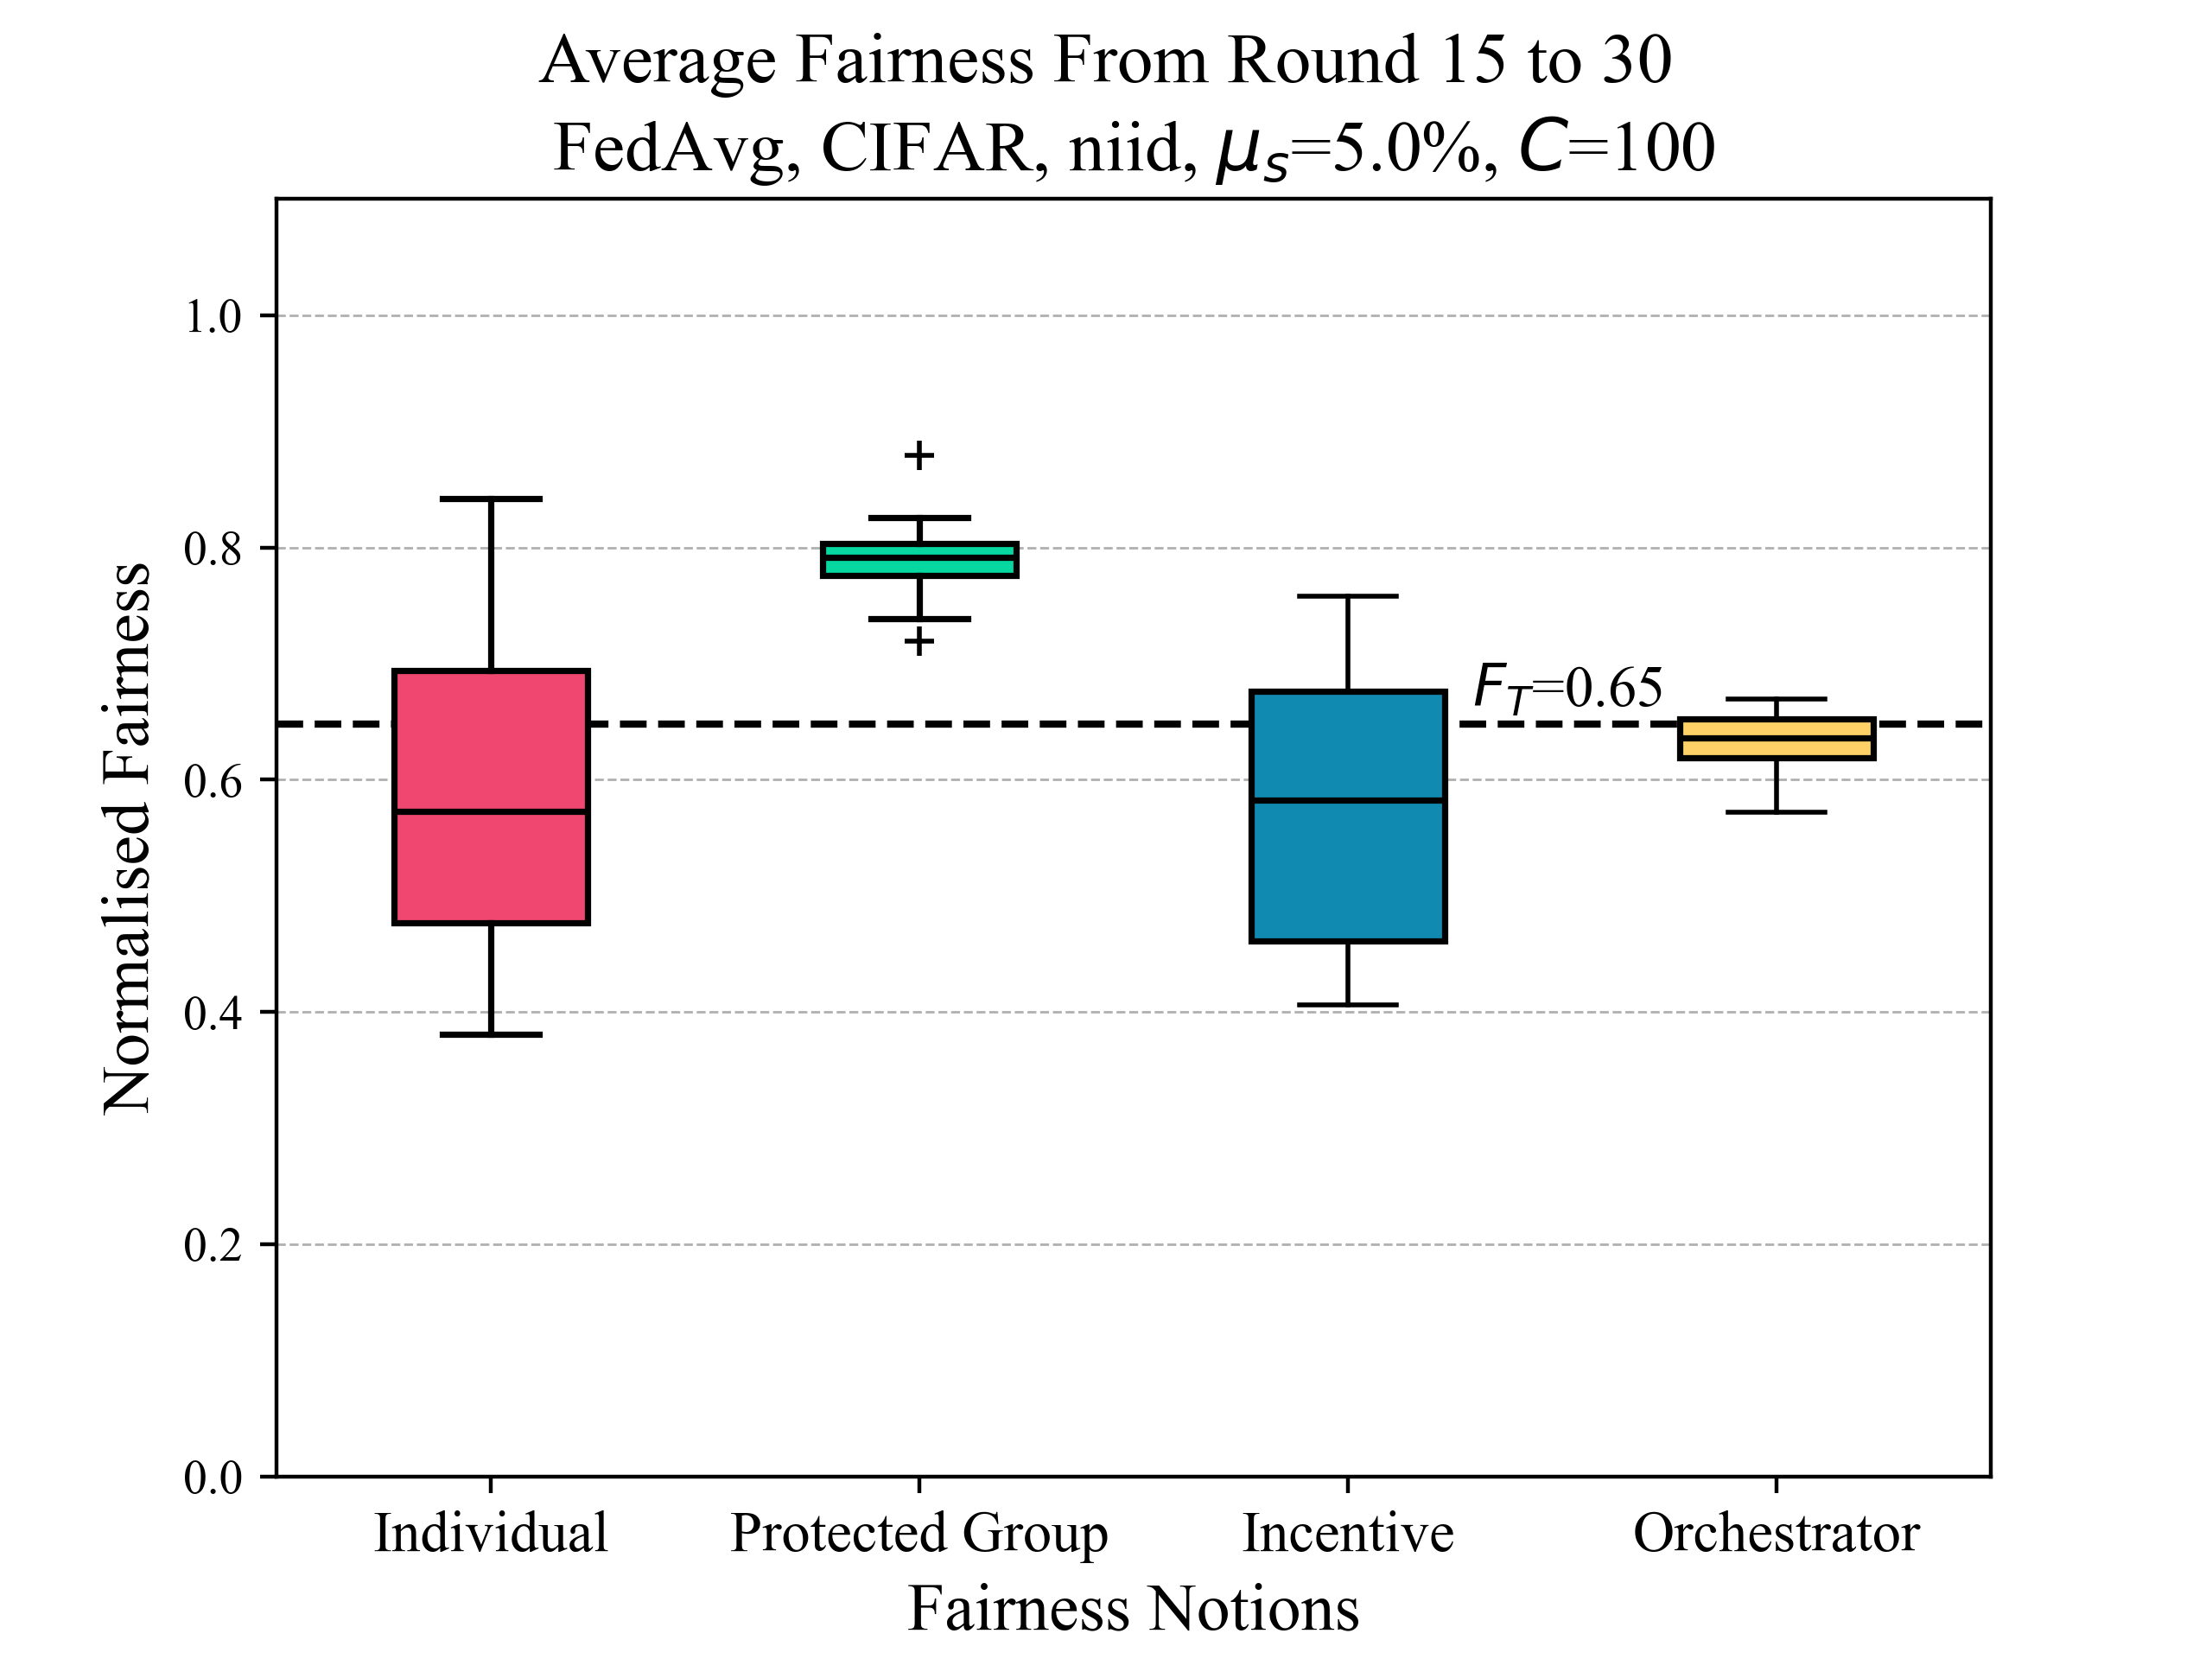 Average Fairness From Round 15 to 30
FedAvg, CIFAR, niid, μₛ=5.0%, C=100
Normalised Fairness
1.0
0.8
0.6
0.4
0.2
0.0
F_T=0.65
Individual
Protected Group
Incentive
Orchestrator
Fairness Notions